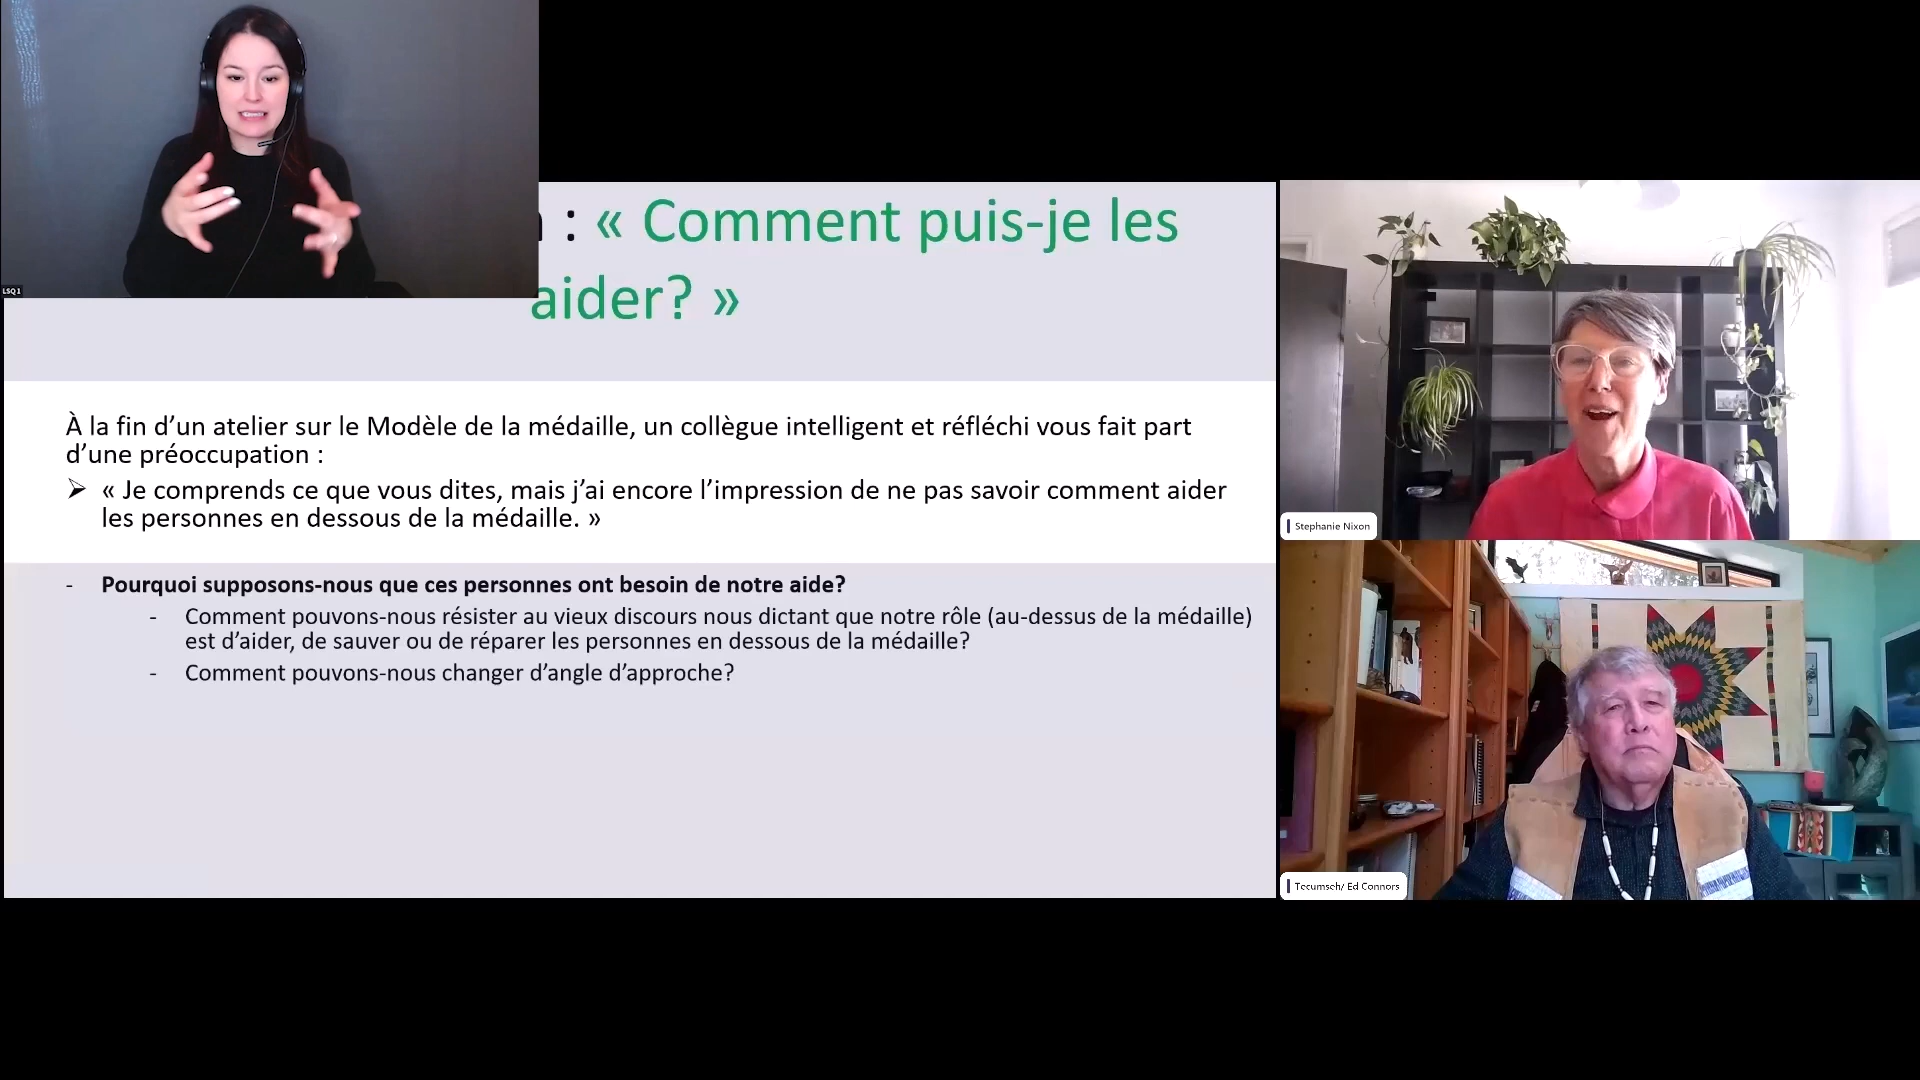 LSQ1
: « Comment puis-je les
aider? »
À la fin d’un atelier sur le Modèle de la médaille, un collègue intelligent et réfléchi vous fait part
d’une préoccupation :
➢ « Je comprends ce que vous dites, mais j’ai encore l’impression de ne pas savoir comment aider
les personnes en dessous de la médaille. »
- Pourquoi supposons-nous que ces personnes ont besoin de notre aide?
- Comment pouvons-nous résister au vieux discours nous dictant que notre rôle (au-dessus de la médaille)
est d’aider, de sauver ou de réparer les personnes en dessous de la médaille?
- Comment pouvons-nous changer d’angle d’approche?
Stephanie Nixon
Tecumseh/ Ed Connors